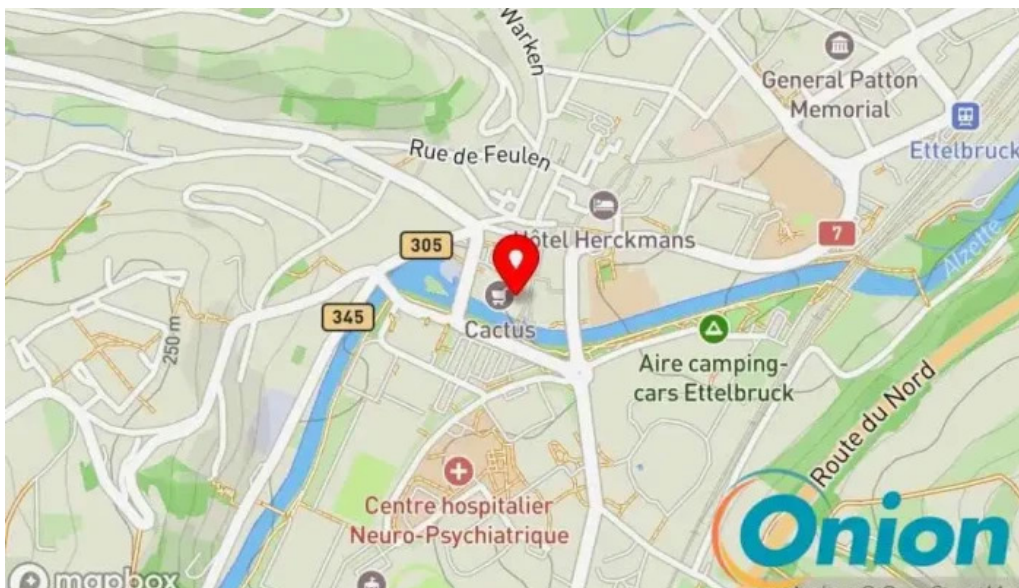 Warken
General Patton
Memorial
Ettelbruck
Rue de Feulen
Hôtel Herckmans
7
305
Alzette
345
Cactus
250 m
Aire camping-
cars Ettelbruck
Route du Nord
Centre hospitalier
Neuro-Psychiatrique
Onion
mapbox